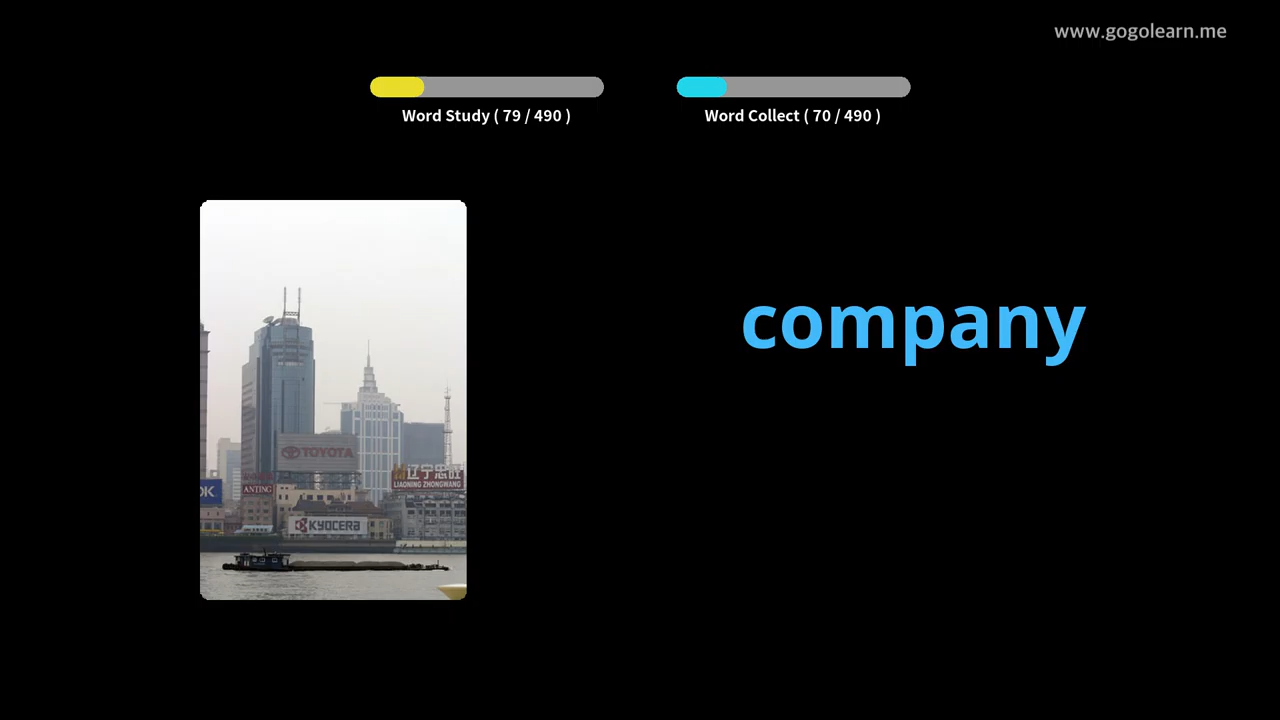 www.gogolearn.me
Word Study ( 79 / 490 )
Word Collect ( 70 / 490 )
company
TOYOTA
辽宁忠旺
LIAONING ZHONGWANG
OK
ANTING
KYOCERA